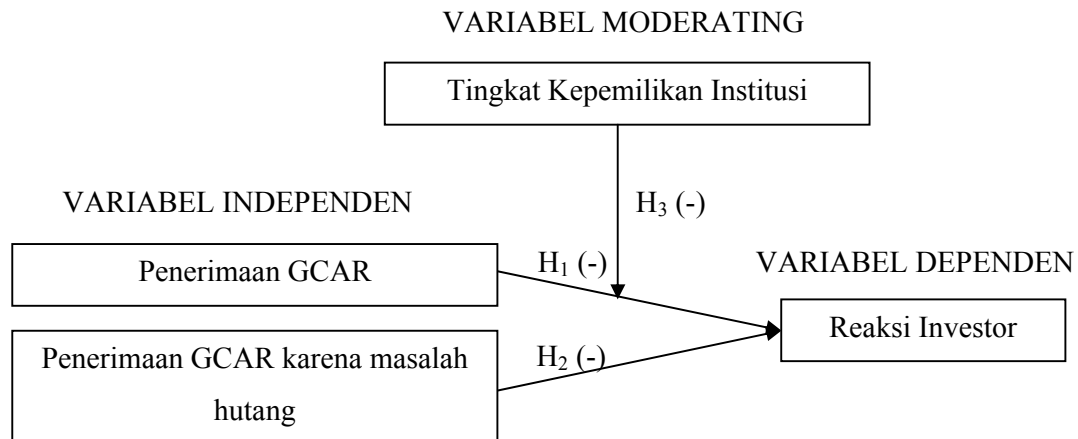 VARIABEL MODERATING
Tingkat Kepemilikan Institusi
VARIABEL INDEPENDEN
H₃ (-)
Penerimaan GCAR
H₁ (-)
VARIABEL DEPENDEN
Reaksi Investor
Penerimaan GCAR karena masalah
hutang
H₂ (-)